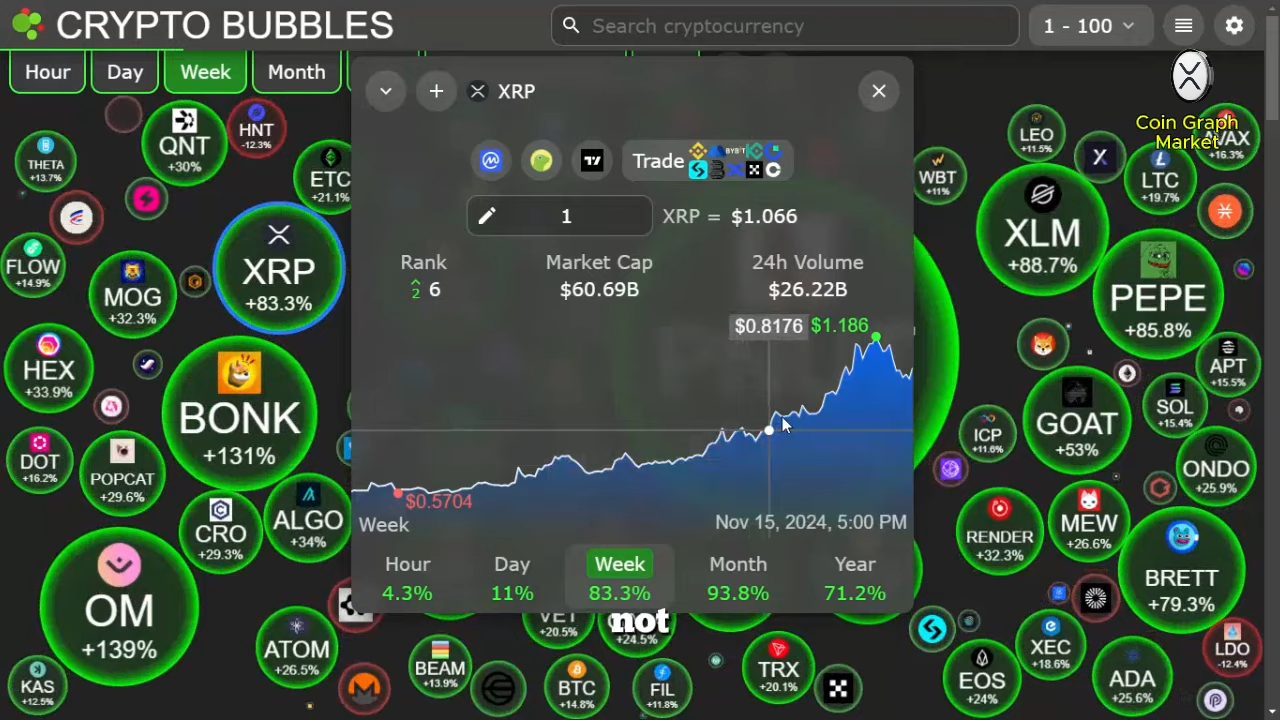 CRYPTO BUBBLES
Search cryptocurrency
1 - 100
Hour
Day
Week
Month
Coin Graph
Market
XRP
Trade
BYBIT
1
XRP = $1.066
Rank
2 6
Market Cap
$60.69B
24h Volume
$26.22B
$0.8176
$1.186
$0.5704
Week
Nov 15, 2024, 5:00 PM
Hour
4.3%
Day
11%
Week
83.3%
Month
93.8%
Year
71.2%
not
THETA
+13.7%
QNT
+30%
HNT
-12.3%
ETC
+21.1%
FLOW
+14.9%
MOG
+32.3%
XRP
+83.3%
HEX
+33.9%
BONK
+131%
DOT
+16.2%
POPCAT
+29.6%
CRO
+29.3%
ALGO
+34%
OM
+139%
ATOM
+26.5%
KAS
+12.5%
BEAM
+13.9%
VET
+20.5%
+24.5%
BTC
+14.8%
FIL
+11.8%
TRX
+20.1%
WBT
+11%
LEO
+11.5%
X
LTC
+19.7%
AVAX
+16.3%
XLM
+88.7%
PEPE
+85.8%
APT
+15.5%
GOAT
+53%
SOL
+15.4%
ICP
+11.6%
ONDO
+25.9%
RENDER
+32.3%
MEW
+26.6%
BRETT
+79.3%
XEC
+18.6%
LDO
-12.4%
EOS
+24%
ADA
+25.6%